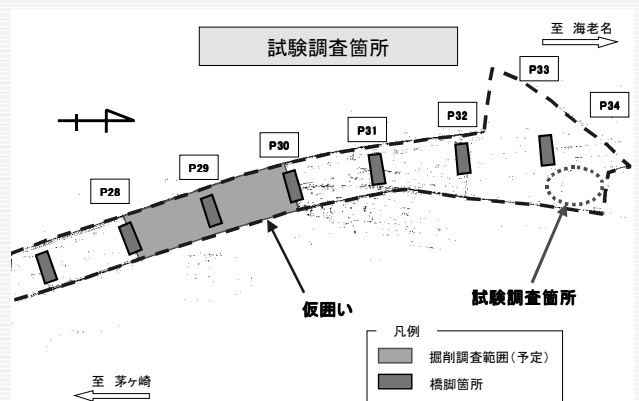 試験調査箇所
至 海老名
P33
P34
P32
P31
P30
P29
P28
仮囲い
試験調査箇所
凡例
掘削調査範囲(予定)
橋脚箇所
至 茅ヶ崎